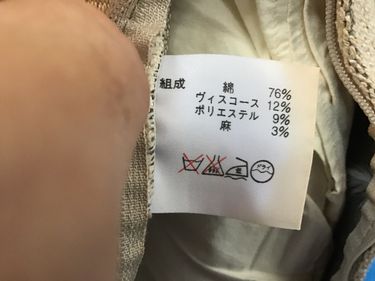 組成 綿 76%
ヴィスコース 12%
ポリエステル 9%
麻 3%